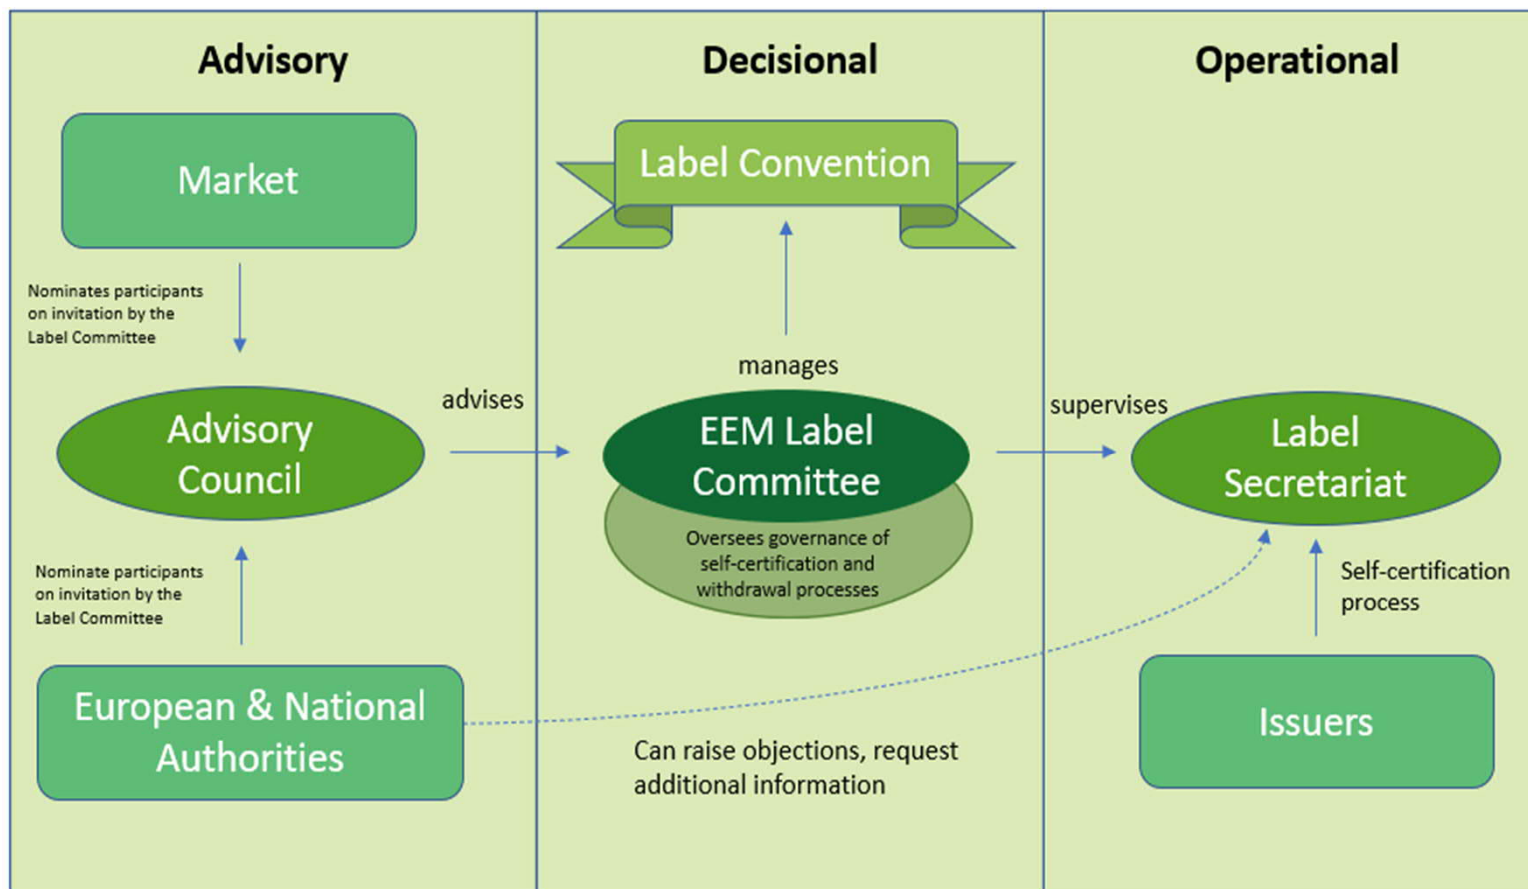 Advisory
Decisional
Operational
Market
Label Convention
Nominates participants
on invitation by the
Label Committee
manages
advises
supervises
Advisory
Council
EEM Label
Committee
Label
Secretariat
Oversees governance of
self-certification and
withdrawal processes
Nominate participants
on invitation by the
Label Committee
Self-certification
process
European & National
Authorities
Issuers
Can raise objections, request
additional information